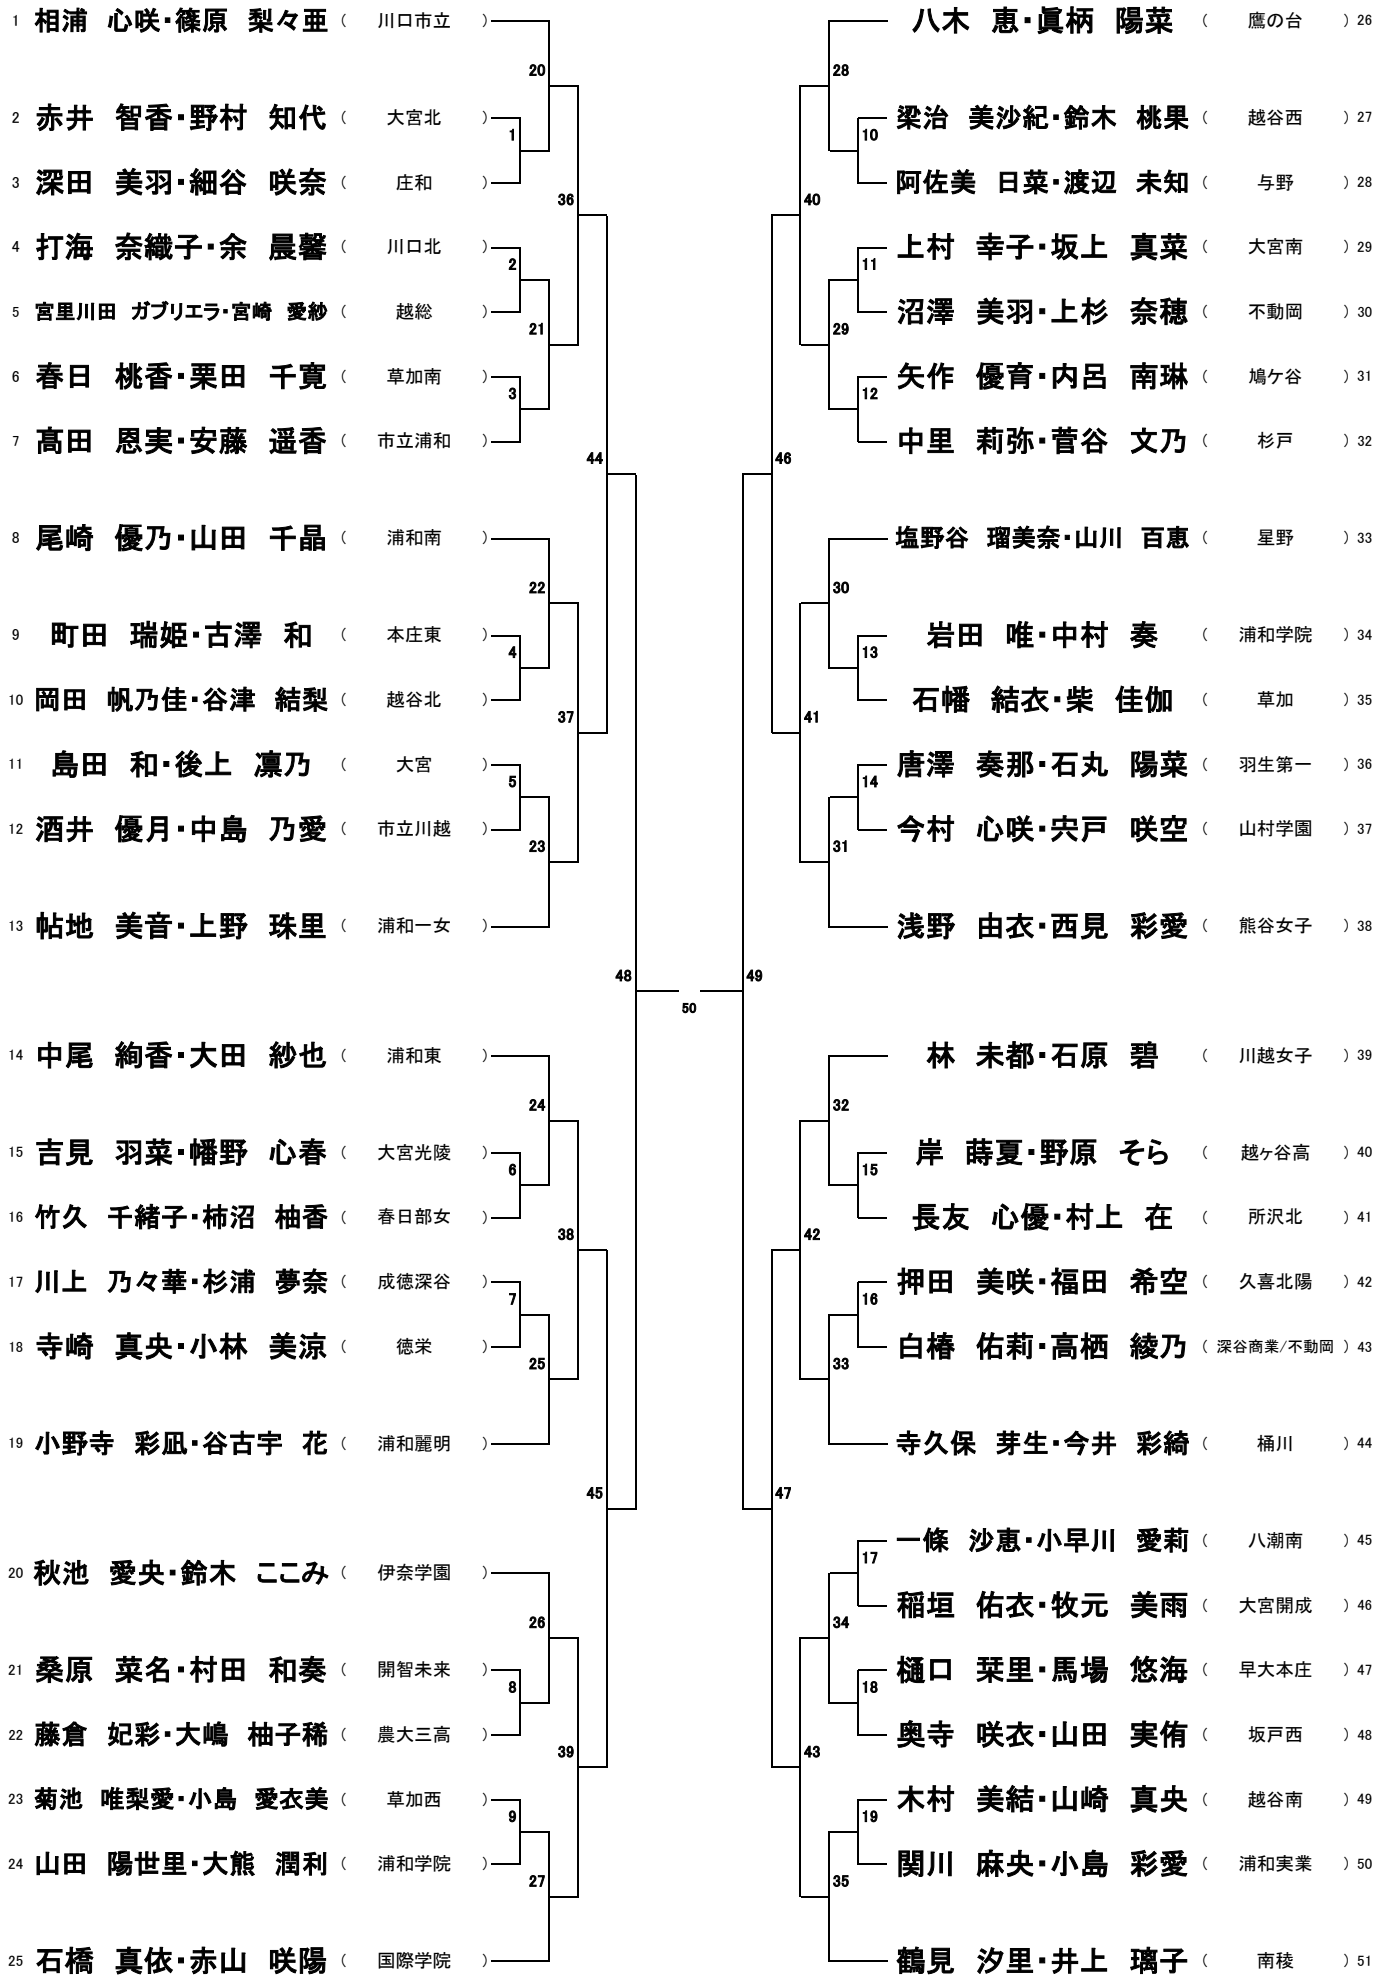 1 相浦 心咲・篠原 梨々亜 ( 川口市立 )
2 赤井 智香・野村 知代 ( 大宮北 )
3 深田 美羽・細谷 咲奈 ( 庄和 )
4 打海 奈織子・余 晨馨 ( 川口北 )
5 宮里川田 ガブリエラ・宮崎 愛紗 ( 越総 )
6 春日 桃香・栗田 千寛 ( 草加南 )
7 髙田 恩実・安藤 遥香 ( 市立浦和 )
8 尾崎 優乃・山田 千晶 ( 浦和南 )
9 町田 瑞姫・古澤 和 ( 本庄東 )
10 岡田 帆乃佳・谷津 結梨 ( 越谷北 )
11 島田 和・後上 凛乃 ( 大宮 )
12 酒井 優月・中島 乃愛 ( 市立川越 )
13 帖地 美音・上野 珠里 ( 浦和一女 )
14 中尾 絢香・大田 紗也 ( 浦和東 )
15 吉見 羽菜・幡野 心春 ( 大宮光陵 )
16 竹久 千緒子・柿沼 柚香 ( 春日部女 )
17 川上 乃々華・杉浦 夢奈 ( 成徳深谷 )
18 寺崎 真央・小林 美涼 ( 徳栄 )
19 小野寺 彩凪・谷古宇 花 ( 浦和麗明 )
20 秋池 愛央・鈴木 ここみ ( 伊奈学園 )
21 桑原 菜名・村田 和奏 ( 開智未来 )
22 藤倉 妃彩・大嶋 柚子稀 ( 農大三高 )
23 菊池 唯梨愛・小島 愛衣美 ( 草加西 )
24 山田 陽世里・大熊 潤利 ( 浦和学院 )
25 石橋 真依・赤山 咲陽 ( 国際学院 )
20
1
36
2
21
3
44
22
4
37
5
23
48
24
6
38
7
25
45
26
8
39
9
27
50
28
10
40
11
29
12
46
30
13
41
14
31
49
32
15
42
16
33
47
17
34
18
43
19
35
八木 恵・眞柄 陽菜 ( 鷹の台 ) 26
梁治 美沙紀・鈴木 桃果 ( 越谷西 ) 27
阿佐美 日菜・渡辺 未知 ( 与野 ) 28
上村 幸子・坂上 真菜 ( 大宮南 ) 29
沼澤 美羽・上杉 奈穂 ( 不動岡 ) 30
矢作 優育・内呂 南琳 ( 鳩ケ谷 ) 31
中里 莉弥・菅谷 文乃 ( 杉戸 ) 32
塩野谷 瑠美奈・山川 百恵 ( 星野 ) 33
岩田 唯・中村 奏 ( 浦和学院 ) 34
石幡 結衣・柴 佳伽 ( 草加 ) 35
唐澤 奏那・石丸 陽菜 ( 羽生第一 ) 36
今村 心咲・宍戸 咲空 ( 山村学園 ) 37
浅野 由衣・西見 彩愛 ( 熊谷女子 ) 38
林 未都・石原 碧 ( 川越女子 ) 39
岸 蒔夏・野原 そら ( 越ヶ谷高 ) 40
長友 心優・村上 在 ( 所沢北 ) 41
押田 美咲・福田 希空 ( 久喜北陽 ) 42
白椿 佑莉・高栖 綾乃 ( 深谷商業/不動岡 ) 43
寺久保 芽生・今井 彩綺 ( 桶川 ) 44
一條 沙恵・小早川 愛莉 ( 八潮南 ) 45
稲垣 佑衣・牧元 美雨 ( 大宮開成 ) 46
樋口 栞里・馬場 悠海 ( 早大本庄 ) 47
奥寺 咲衣・山田 実侑 ( 坂戸西 ) 48
木村 美結・山崎 真央 ( 越谷南 ) 49
関川 麻央・小島 彩愛 ( 浦和実業 ) 50
鶴見 汐里・井上 璃子 ( 南稜 ) 51